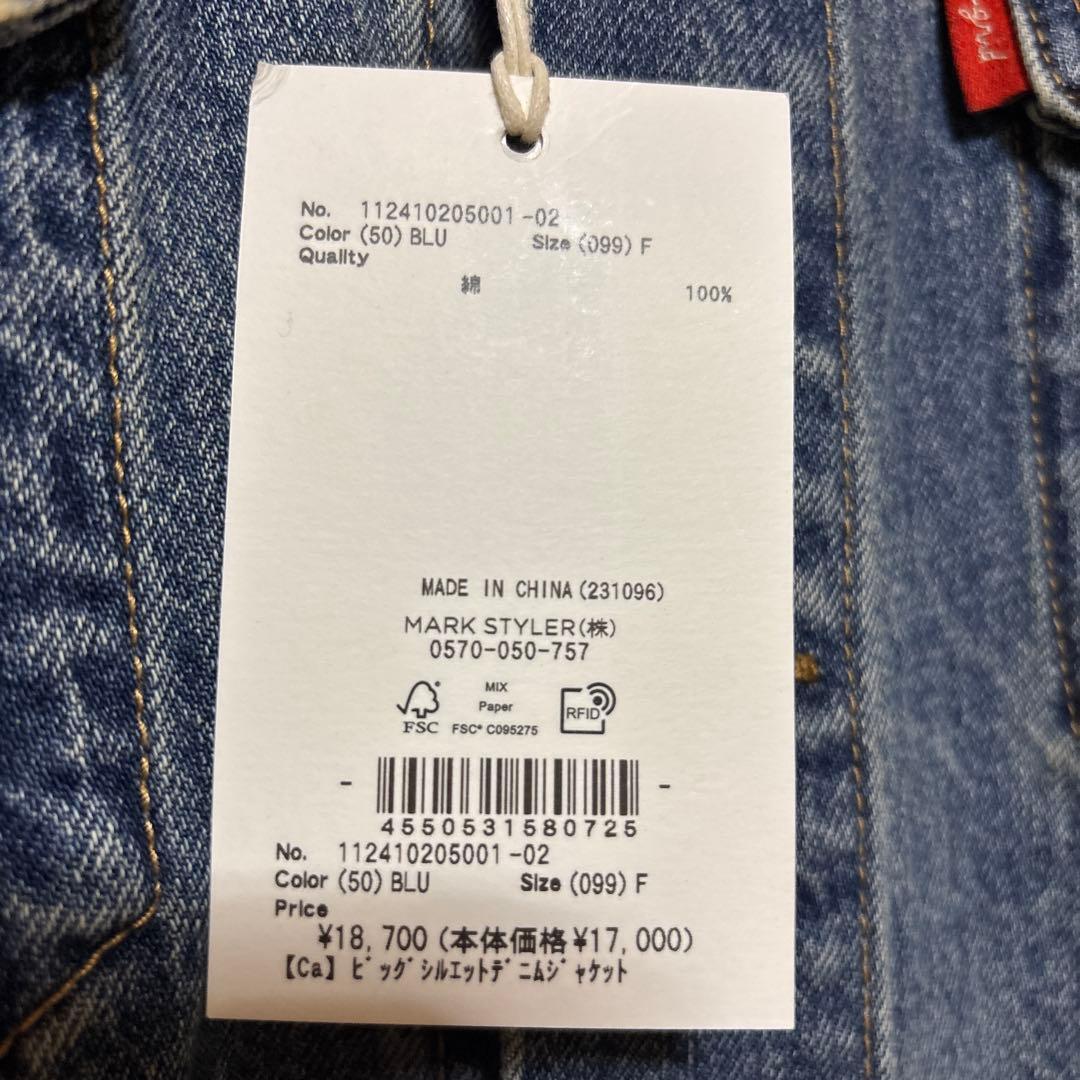 No. 112410205001-02
Color (50) BLU Size (099) F
Quality
綿 100%
MADE IN CHINA(231096)
MARK STYLER(株)
0570-050-757
MIX
Paper
FSC FSC® C095275
RFID
- -
4550531580725
No. 112410205001-02
Color (50) BLU Size (099) F
Price
¥18,700 (本体価格¥17,000)
【Ca】ﾋﾞｯｸﾞｼﾙｴｯﾄﾃﾞﾆﾑｼﾞｬｹｯﾄ